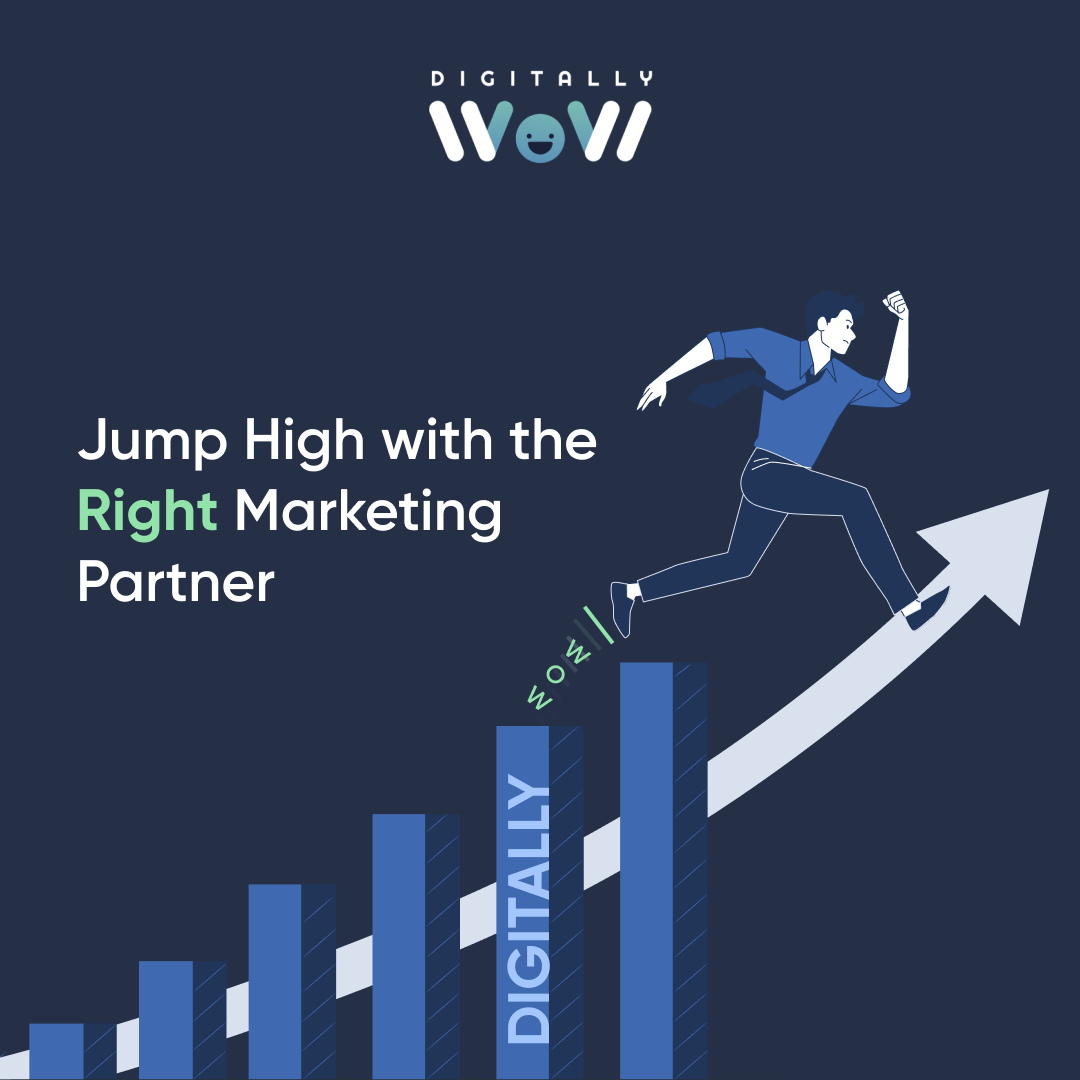 DIGITALLY
WOW
Jump High with the
Right Marketing
Partner
WOW
DIGITALLY